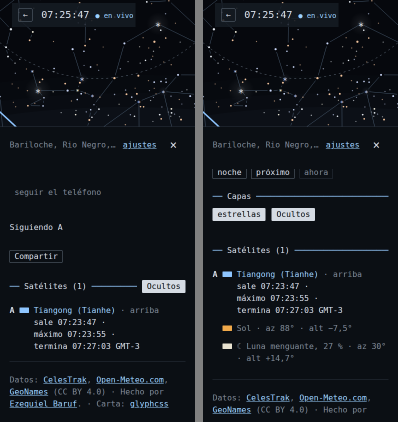 ← 07:25:47 ● en vivo
Bariloche, Río Negro,… ajustes ×
seguir el teléfono
Siguiendo A
Compartir
Satélites (1) Ocultos
A Tiangong (Tianhe) · arriba
sale 07:23:47 ·
máximo 07:23:55 ·
termina 07:27:03 GMT-3
Datos: CelesTrak, Open-Meteo.com,
GeoNames (CC BY 4.0) · Hecho por
Ezequiel Baruf. · Carta: glyphcss
← 07:25:47 ● en vivo
Bariloche, Río Negro,… ajustes ×
noche próximo ahora
Capas
estrellas Ocultos
Satélites (1)
A Tiangong (Tianhe) · arriba
sale 07:23:47 ·
máximo 07:23:55 ·
termina 07:27:03 GMT-3
Sol · az 88° · alt −7,5°
☾ Luna menguante, 27 % · az 30°
· alt +14,7°
Datos: CelesTrak, Open-Meteo.com,
GeoNames (CC BY 4.0) · Hecho por